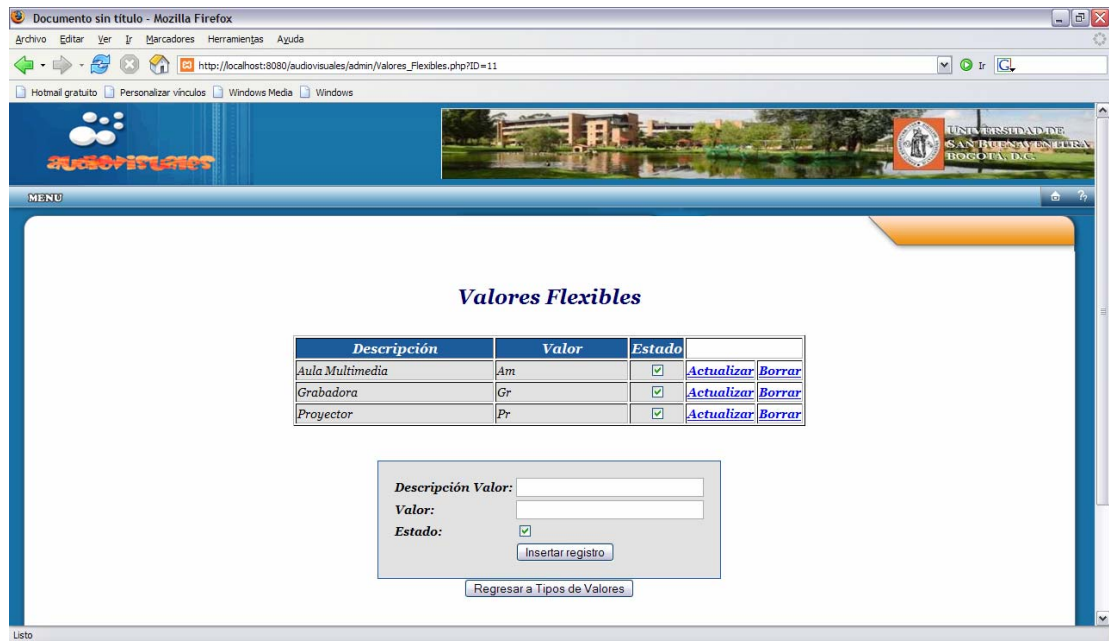 Documento sin título - Mozilla Firefox
Archivo Editar Ver Ir Marcadores Herramientas Ayuda
http://localhost:8080/audiovisuales/admin/Valores_Flexibles.php?ID=11
Ir
Hotmail gratuito Personalizar vínculos Windows Media Windows
audiovisuales
UNIVERSIDAD DE
SAN BUENAVENTURA
BOGOTÁ, D.C.
MENU
Valores Flexibles
Descripción Valor Estado
Aula Multimedia Am Actualizar Borrar
Grabadora Gr Actualizar Borrar
Proyector Pr Actualizar Borrar
Descripción Valor:
Valor:
Estado:
Insertar registro
Regresar a Tipos de Valores
Listo